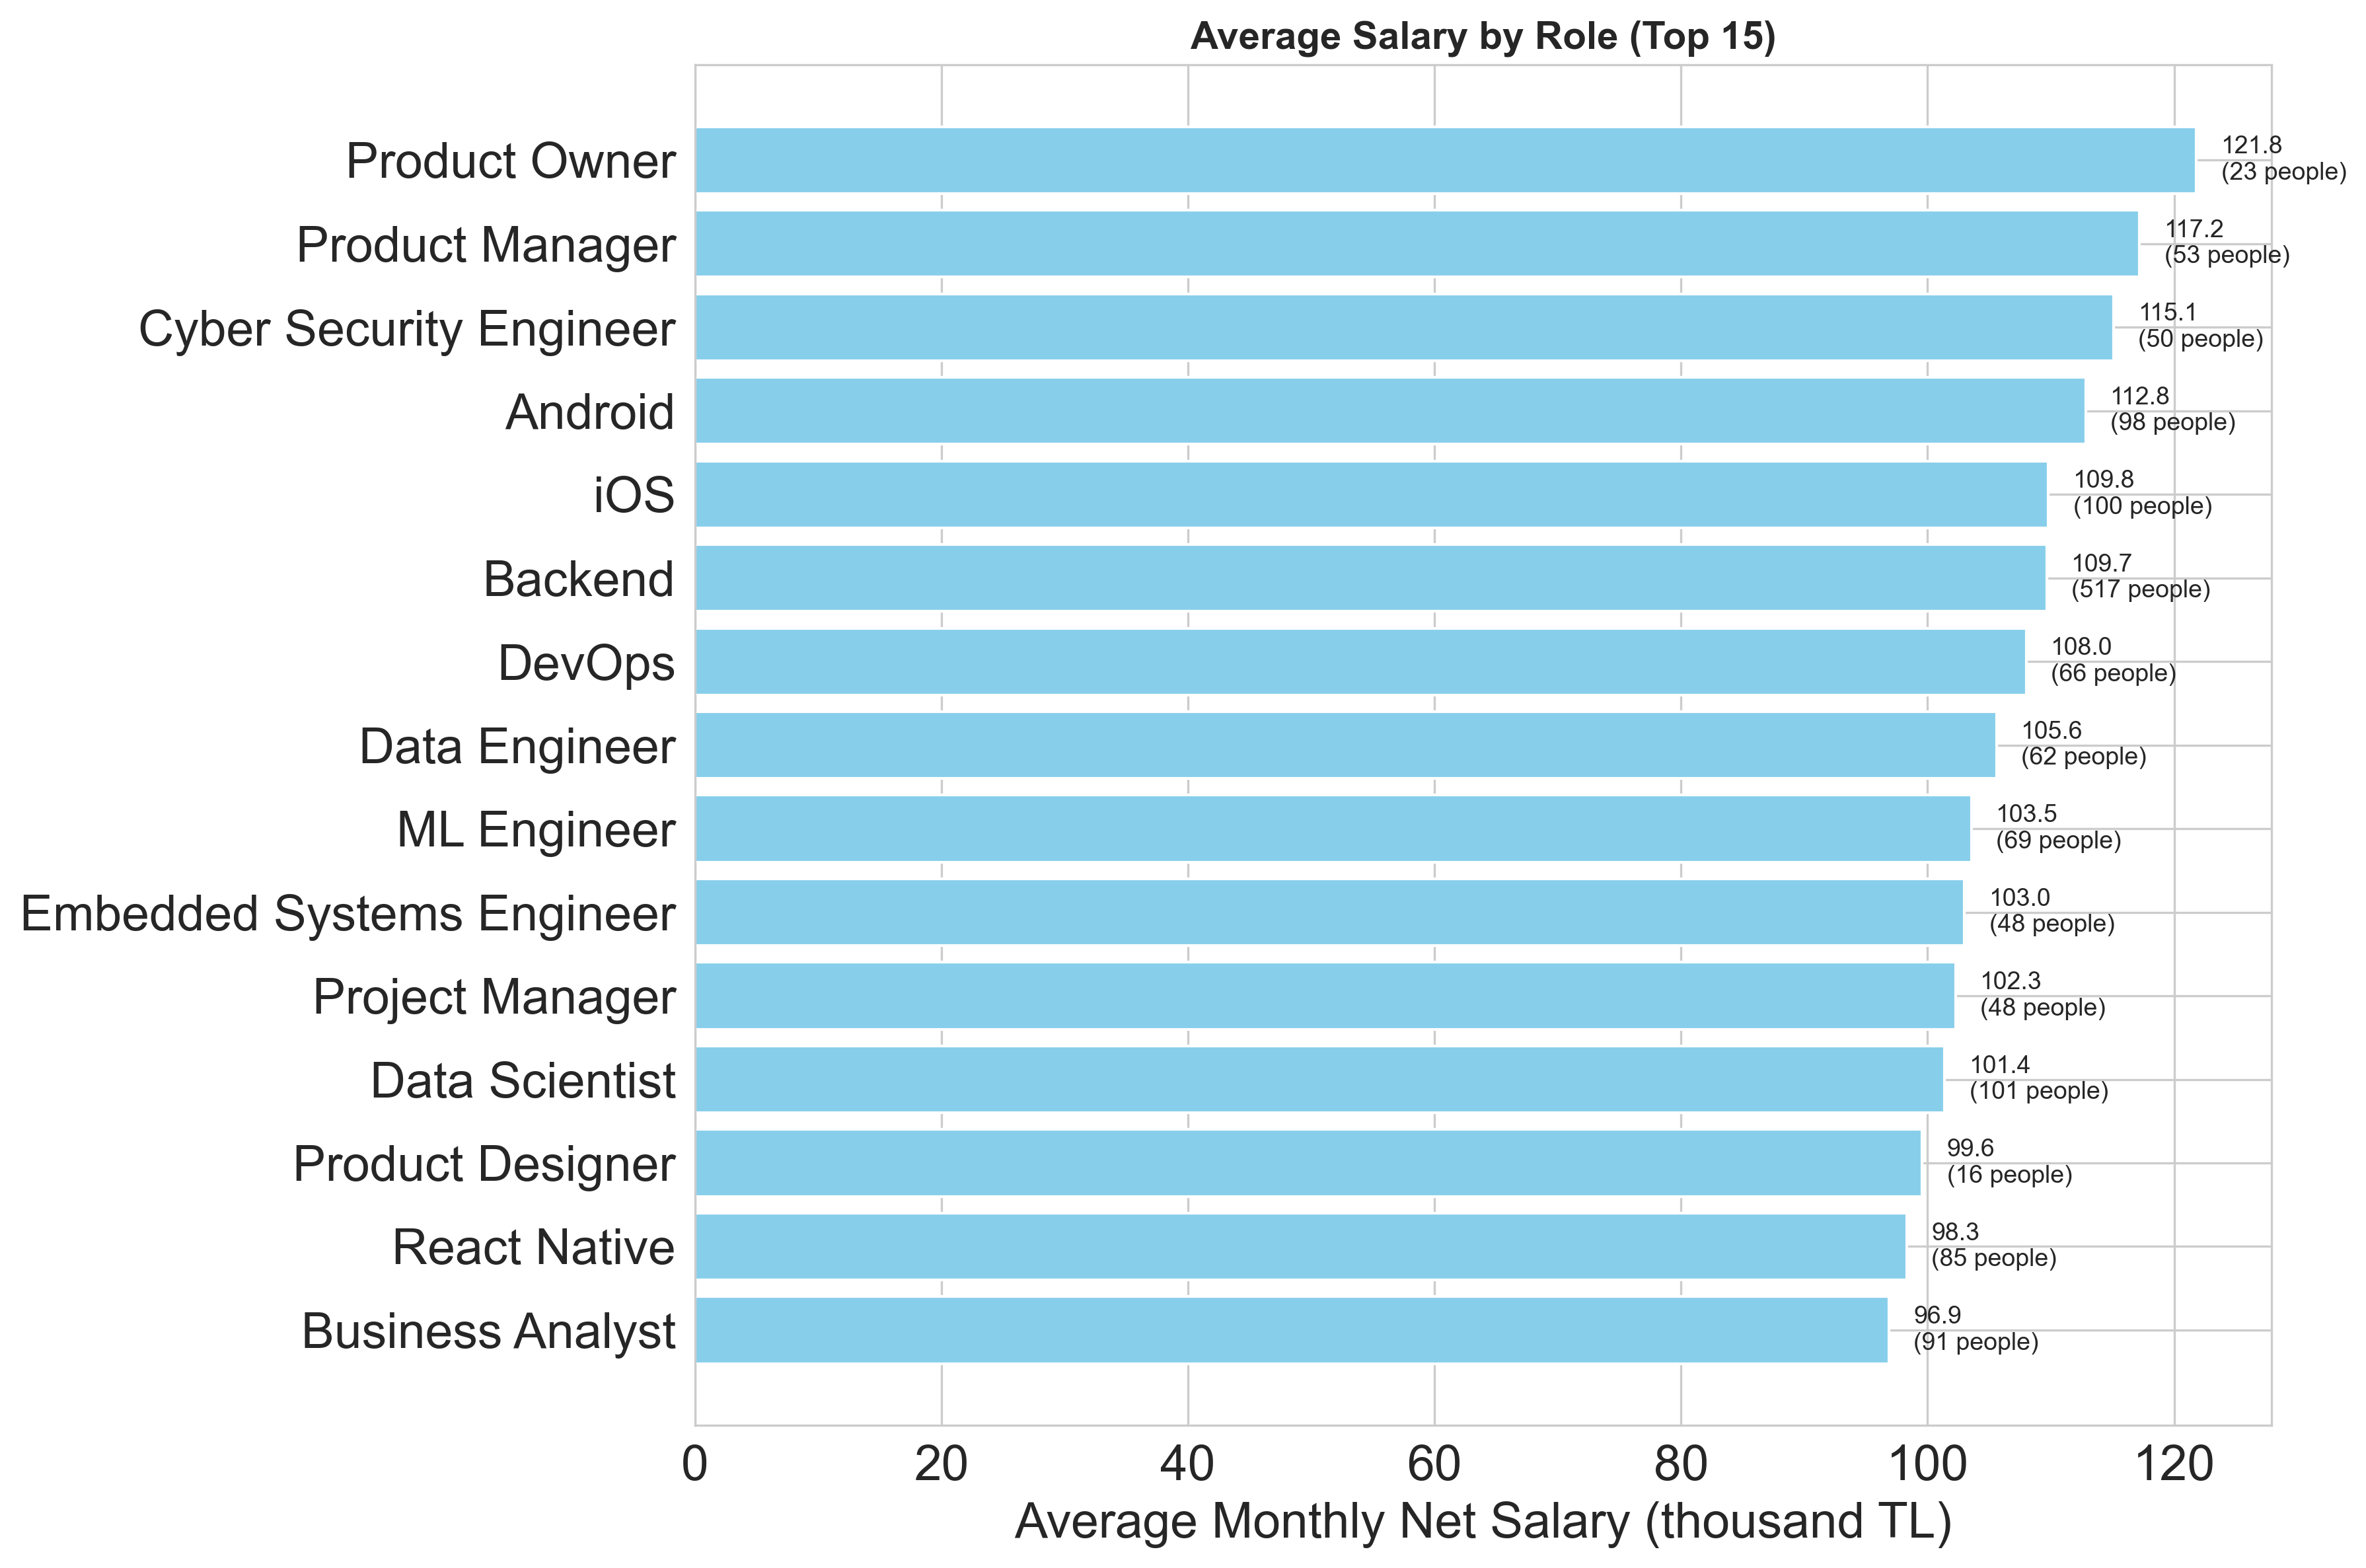 Average Salary by Role (Top 15)
Product Owner
121.8
(23 people)
Product Manager
117.2
(53 people)
Cyber Security Engineer
115.1
(50 people)
Android
112.8
(98 people)
iOS
109.8
(100 people)
Backend
109.7
(517 people)
DevOps
108.0
(66 people)
Data Engineer
105.6
(62 people)
ML Engineer
103.5
(69 people)
Embedded Systems Engineer
103.0
(48 people)
Project Manager
102.3
(48 people)
Data Scientist
101.4
(101 people)
Product Designer
99.6
(16 people)
React Native
98.3
(85 people)
Business Analyst
96.9
(91 people)
0 20 40 60 80 100 120
Average Monthly Net Salary (thousand TL)